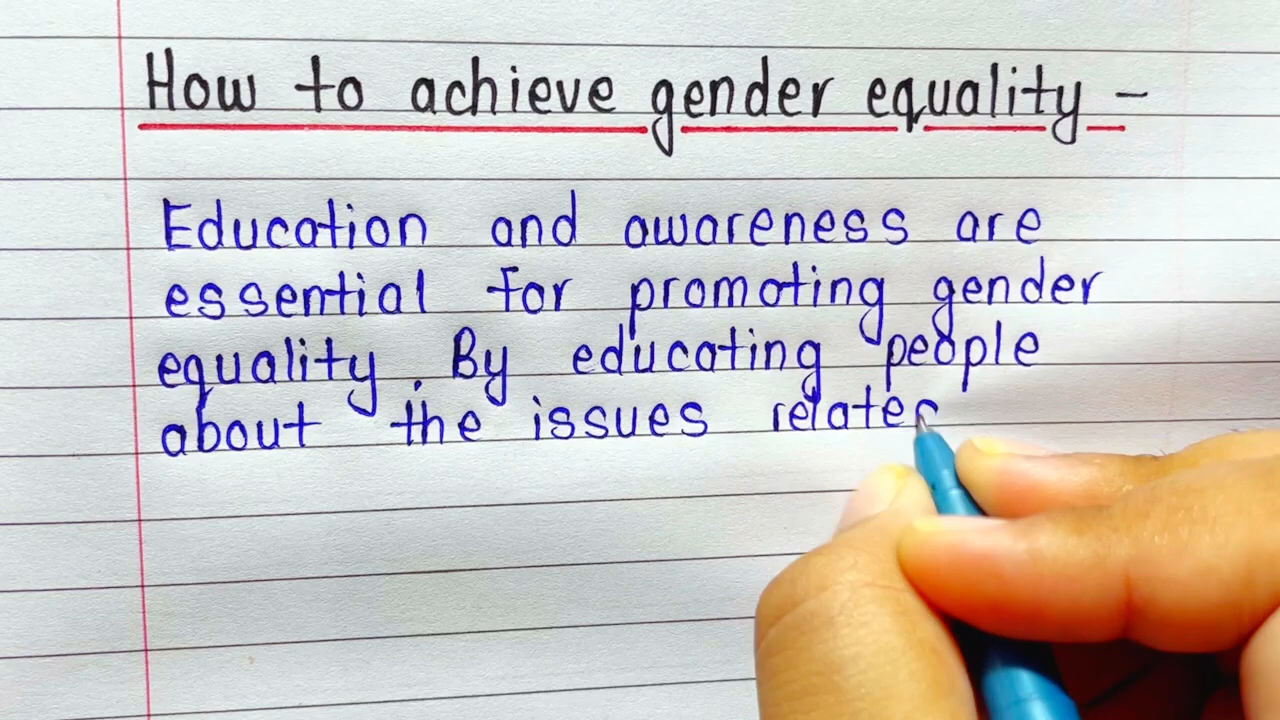 How to achieve gender equality -
Education and awareness are
essential for promoting gender
equality. By educating people
about the issues relate